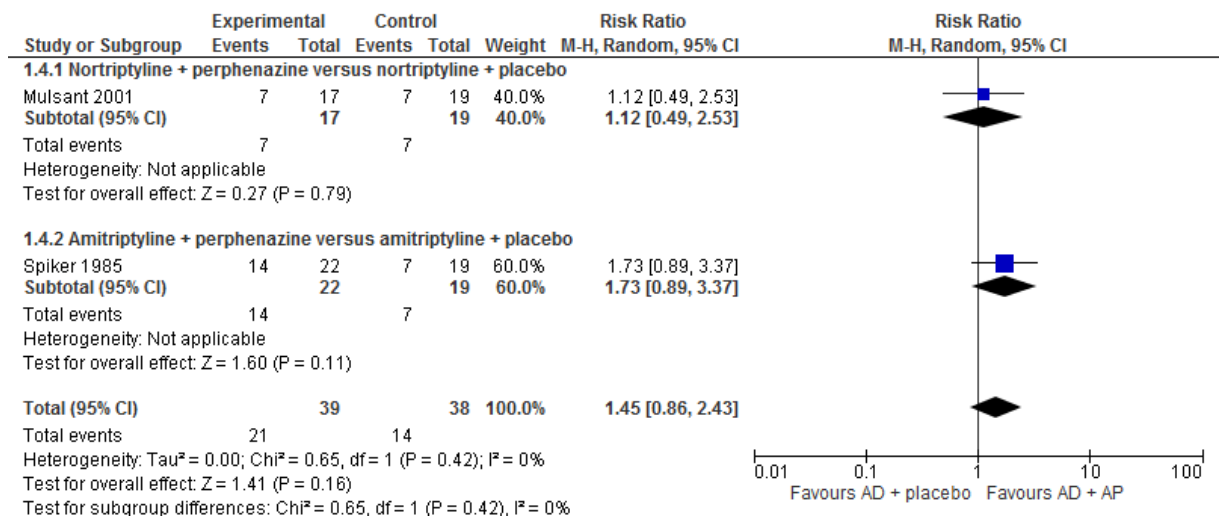 Experimental Control Risk Ratio Risk Ratio
Study or Subgroup Events Total Events Total Weight M-H, Random, 95% CI M-H, Random, 95% CI
1.4.1 Nortriptyline + perphenazine versus nortriptyline + placebo
Mulsant 2001 7 17 7 19 40.0% 1.12 [0.49, 2.53]
Subtotal (95% CI) 17 19 40.0% 1.12 [0.49, 2.53]
Total events 7 7
Heterogeneity: Not applicable
Test for overall effect: Z = 0.27 (P = 0.79)
1.4.2 Amitriptyline + perphenazine versus amitriptyline + placebo
Spiker 1985 14 22 7 19 60.0% 1.73 [0.89, 3.37]
Subtotal (95% CI) 22 19 60.0% 1.73 [0.89, 3.37]
Total events 14 7
Heterogeneity: Not applicable
Test for overall effect: Z = 1.60 (P = 0.11)
Total (95% CI) 39 38 100.0% 1.45 [0.86, 2.43]
Total events 21 14
Heterogeneity: Tau² = 0.00; Chi² = 0.65, df = 1 (P = 0.42); I² = 0%
Test for overall effect: Z = 1.41 (P = 0.16)
Test for subgroup differences: Chi² = 0.65, df = 1 (P = 0.42), I² = 0%
0.01 0.1 1 10 100
Favours AD + placebo Favours AD + AP